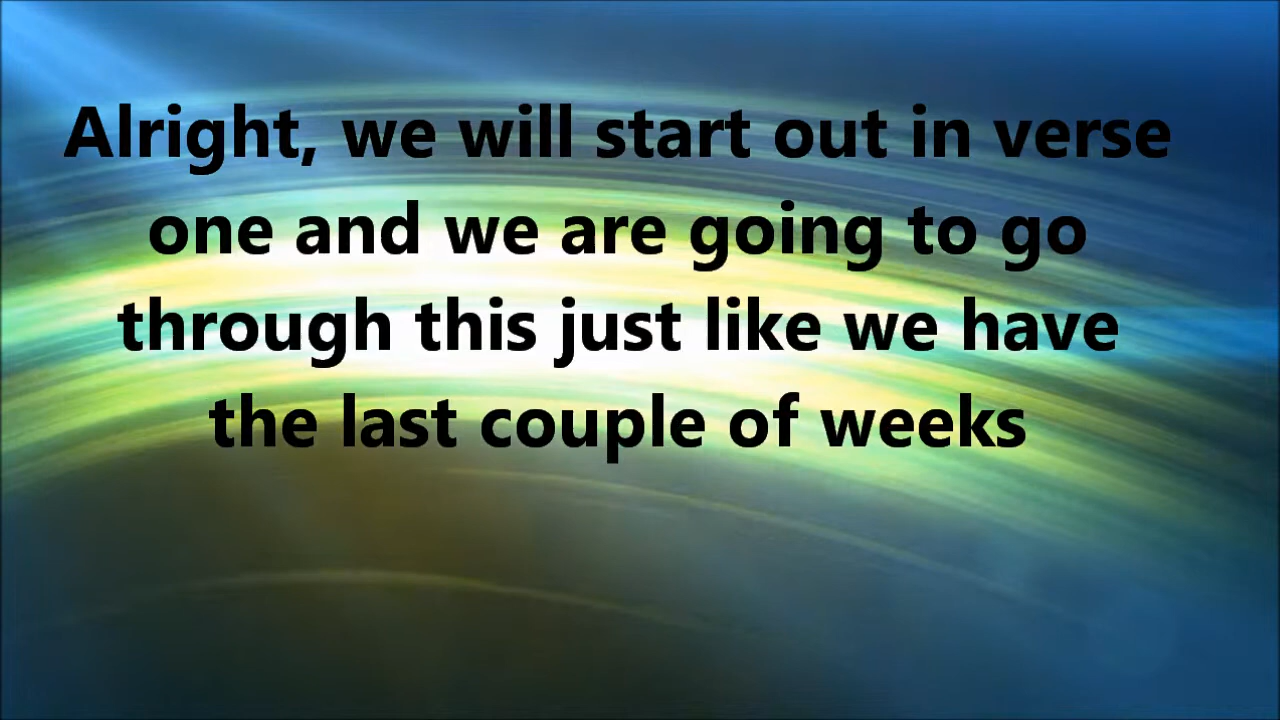 Alright, we will start out in verse
one and we are going to go
through this just like we have
the last couple of weeks